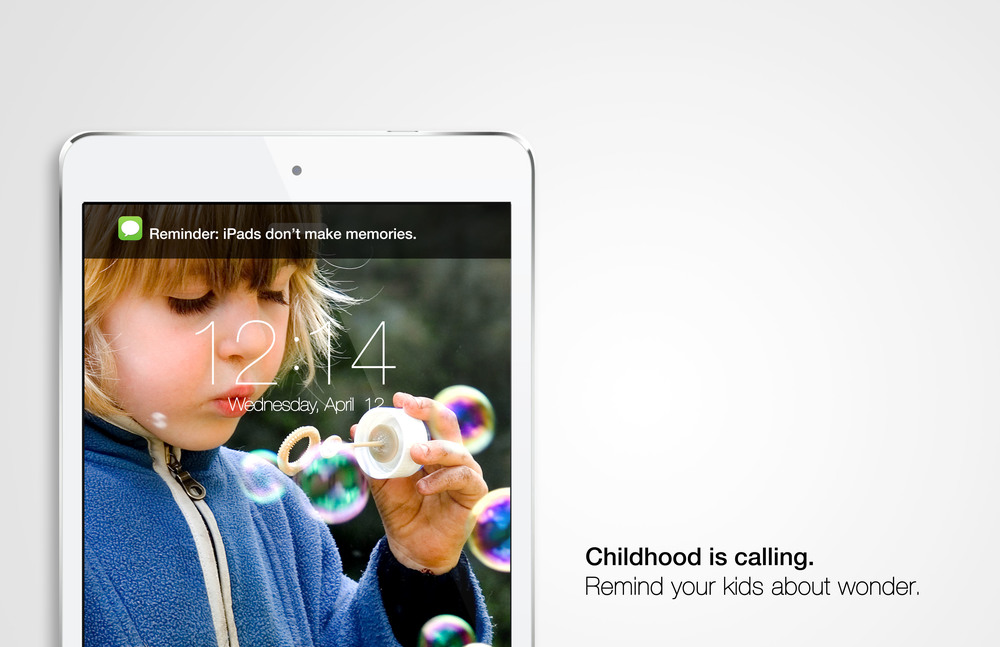 Reminder: iPads don't make memories.
12:14
Wednesday, April 12
Childhood is calling.
Remind your kids about wonder.